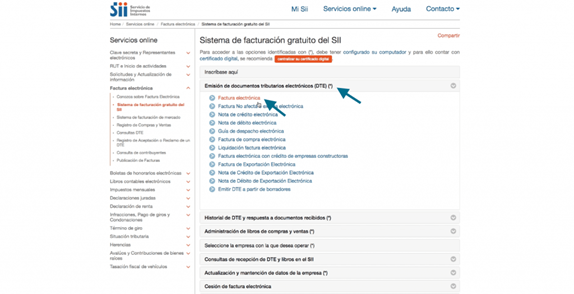 Sii Servicio de Impuestos Internos
Mi Sii Servicios online Ayuda Contacto
Home / Servicios online / Factura electrónica / Sistema de facturación gratuito del SII
Servicios online
Clave secreta y Representantes electrónicos
RUT e Inicio de actividades
Solicitudes y Actualización de información
Factura electrónica
Conozca sobre Factura Electrónica
Sistema de facturación gratuito del SII
Sistema de facturación de mercado
Registro de Compras y Ventas
Consultas DTE
Registro de Aceptación o Reclamo de un DTE
Consulta de contribuyentes
Publicación de Facturas
Boletas de honorarios electrónicas
Libros contables electrónicos
Impuestos mensuales
Declaraciones juradas
Declaración de renta
Infracciones, Pago de giros y Condonaciones
Término de giro
Situación tributaria
Herencias
Avalúos y Contribuciones de bienes raíces
Tasación fiscal de vehículos
Compartir
Sistema de facturación gratuito del SII
Para acceder a las opciones identificadas con (*), debe tener configurado su computador y para ello contar con
certificado digital, se recomienda centralizar su certificado digital
Inscríbase aquí
Emisión de documentos tributarios electrónicos (DTE) (*)
Factura electrónica
Factura No afecta o exenta electrónica
Nota de crédito electrónica
Nota de débito electrónica
Guía de despacho electrónica
Factura de compra electrónica
Liquidación factura electrónica
Factura electrónica con crédito de empresas constructoras
Factura de Exportación Electrónica
Nota de Crédito de Exportación Electrónica
Nota de Débito de Exportación Electrónica
Emitir DTE a partir de borradores
Historial de DTE y respuesta a documentos recibidos (*)
Administración de libros de compras y ventas (*)
Seleccione la empresa con la que desea operar (*)
Consultas de recepción de DTE y libros en el SII
Actualización y mantención de datos de la empresa (*)
Cesión de factura electrónica